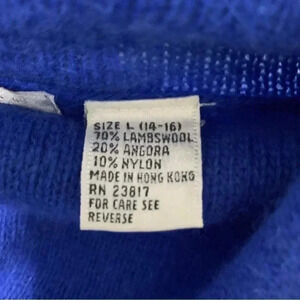 SIZE L (14-16)
70% LAMBSWOOL
20% ANGORA
10% NYLON
MADE IN HONG KONG
RN 23817
FOR CARE SEE
REVERSE